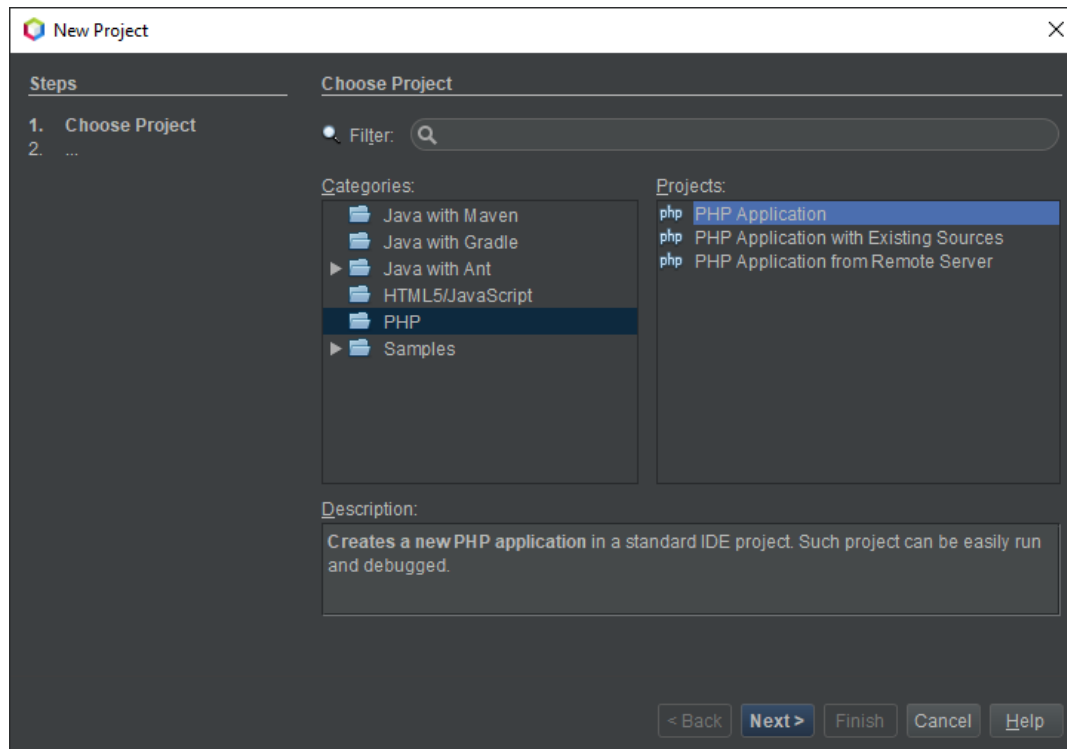 New Project
Steps
1. Choose Project
2. ...
Choose Project
Filter:
Categories:
Java with Maven
Java with Gradle
Java with Ant
HTML5/JavaScript
PHP
Samples
Projects:
php PHP Application
php PHP Application with Existing Sources
php PHP Application from Remote Server
Description:
Creates a new PHP application in a standard IDE project. Such project can be easily run
and debugged.
< Back Next > Finish Cancel Help